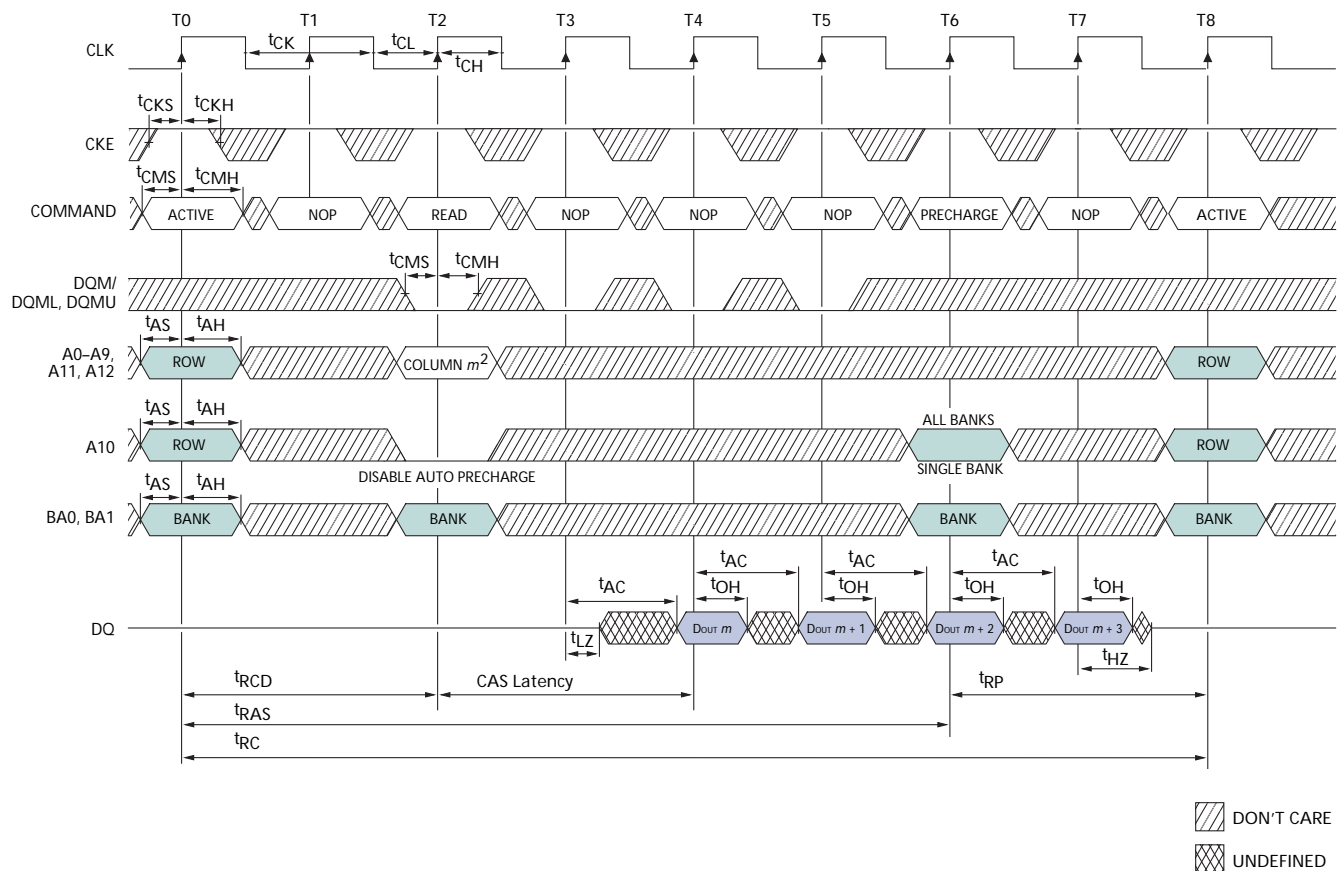 T0 T1 T2 T3 T4 T5 T6 T7 T8
CLK
tCK tCL tCH
tCKS tCKH
CKE
tCMS tCMH
COMMAND ACTIVE NOP READ NOP NOP NOP PRECHARGE NOP ACTIVE
tCMS tCMH
DQM/
DQML, DQMU
tAS tAH
A0–A9,
A11, A12
ROW COLUMN m² ROW
tAS tAH
ALL BANKS
A10 ROW ROW
DISABLE AUTO PRECHARGE SINGLE BANK
tAS tAH
BA0, BA1 BANK BANK BANK BANK
tAC tAC tAC tAC
tOH tOH tOH tOH
DQ DOUT m DOUT m + 1 DOUT m + 2 DOUT m + 3
tLZ tHZ
tRCD CAS Latency tRP
tRAS
tRC
DON'T CARE
UNDEFINED